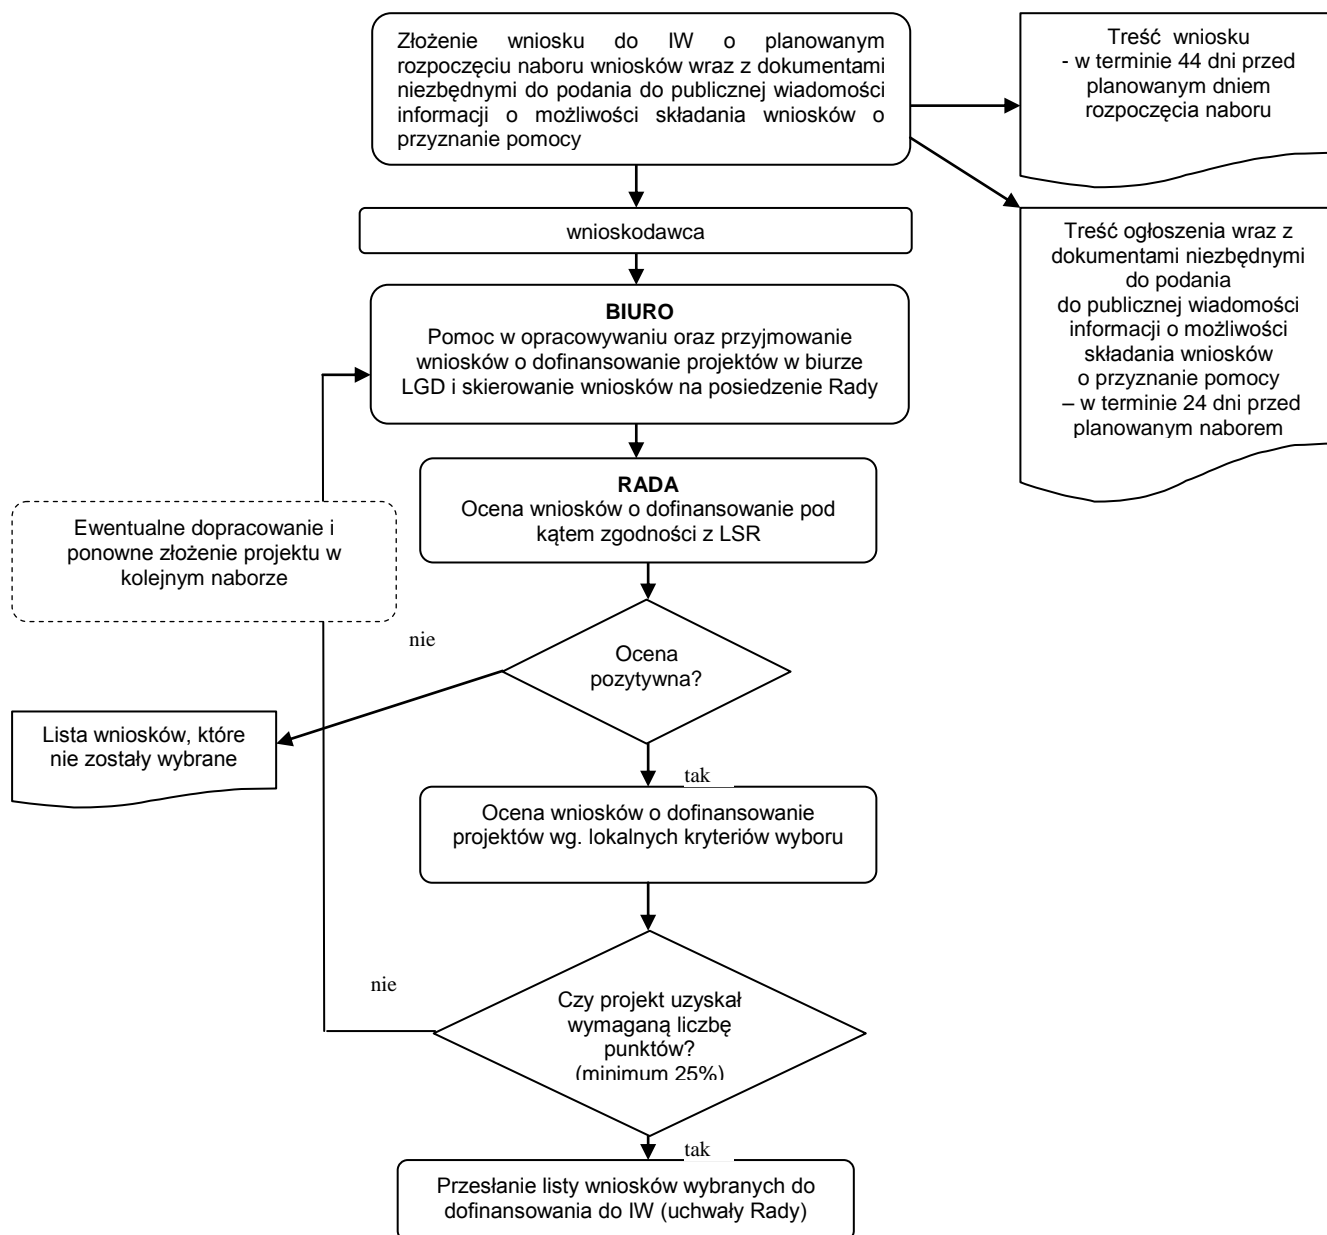 Złożenie wniosku do IW o planowanym
rozpoczęciu naboru wniosków wraz z dokumentami
niezbędnymi do podania do publicznej wiadomości
informacji o możliwości składania wniosków o
przyznanie pomocy
Treść wniosku
- w terminie 44 dni przed
planowanym dniem
rozpoczęcia naboru
wnioskodawca
Treść ogłoszenia wraz z
dokumentami niezbędnymi
do podania
do publicznej wiadomości
informacji o możliwości
składania wniosków
o przyznanie pomocy
– w terminie 24 dni przed
planowanym naborem
BIURO
Pomoc w opracowywaniu oraz przyjmowanie
wniosków o dofinansowanie projektów w biurze
LGD i skierowanie wniosków na posiedzenie Rady
RADA
Ocena wniosków o dofinansowanie pod
kątem zgodności z LSR
Ewentualne dopracowanie i
ponowne złożenie projektu w
kolejnym naborze
nie
Ocena
pozytywna?
Lista wniosków, które
nie zostały wybrane
tak
Ocena wniosków o dofinansowanie
projektów wg. lokalnych kryteriów wyboru
nie
Czy projekt uzyskał
wymaganą liczbę
punktów?
(minimum 25%)
tak
Przesłanie listy wniosków wybranych do
dofinansowania do IW (uchwały Rady)